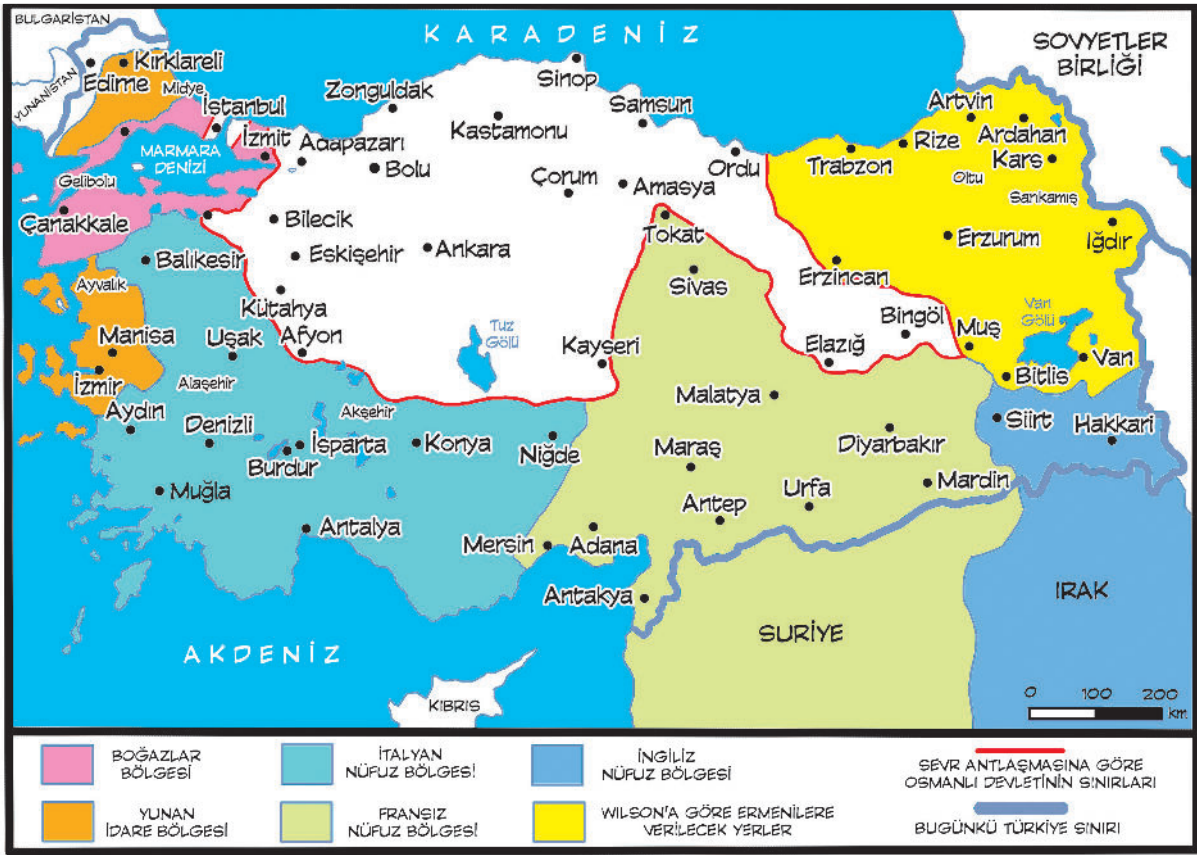 BULGARİSTAN
KARADENİZ
SOVYETLER
BİRLİĞİ
YUNANİSTAN
Edirne
Kırklareli
Midye
İstanbul
Zonguldak
Sinop
Kastamonu
Samsun
Artvin
Ardahan
Rize
Kars
Trabzon
Ordu
Oltu
Sarıkamış
İzmit
Adapazarı
Bolu
MARMARA
DENİZİ
Gelibolu
Çanakkale
Çorum
Amasya
Tokat
Bilecik
Eskişehir
Ankara
Balıkesir
Sivas
Erzincan
Erzurum
Iğdır
Ayvalık
Kütahya
Manisa
Uşak
Afyon
Tuz
Gölü
Kayseri
Elazığ
Bingöl
Muş
Van
Gölü
Van
Bitlis
İzmir
Alaşehir
Akşehir
Malatya
Aydın
Denizli
Isparta
Burdur
Konya
Niğde
Maraş
Diyarbakır
Siirt
Hakkari
Mardin
Muğla
Antalya
Antep
Urfa
Mersin
Adana
Antakya
IRAK
SURİYE
AKDENİZ
KIBRIS
0 100 200
km
BOĞAZLAR
BÖLGESİ
İTALYAN
NÜFUZ BÖLGESİ
İNGİLİZ
NÜFUZ BÖLGESİ
SEVR ANTLAŞMASINA GÖRE
OSMANLI DEVLETİNİN SINIRLARI
YUNAN
İDARE BÖLGESİ
FRANSIZ
NÜFUZ BÖLGESİ
WILSON'A GÖRE ERMENİLERE
VERİLECEK YERLER
BUGÜNKÜ TÜRKİYE SINIRI